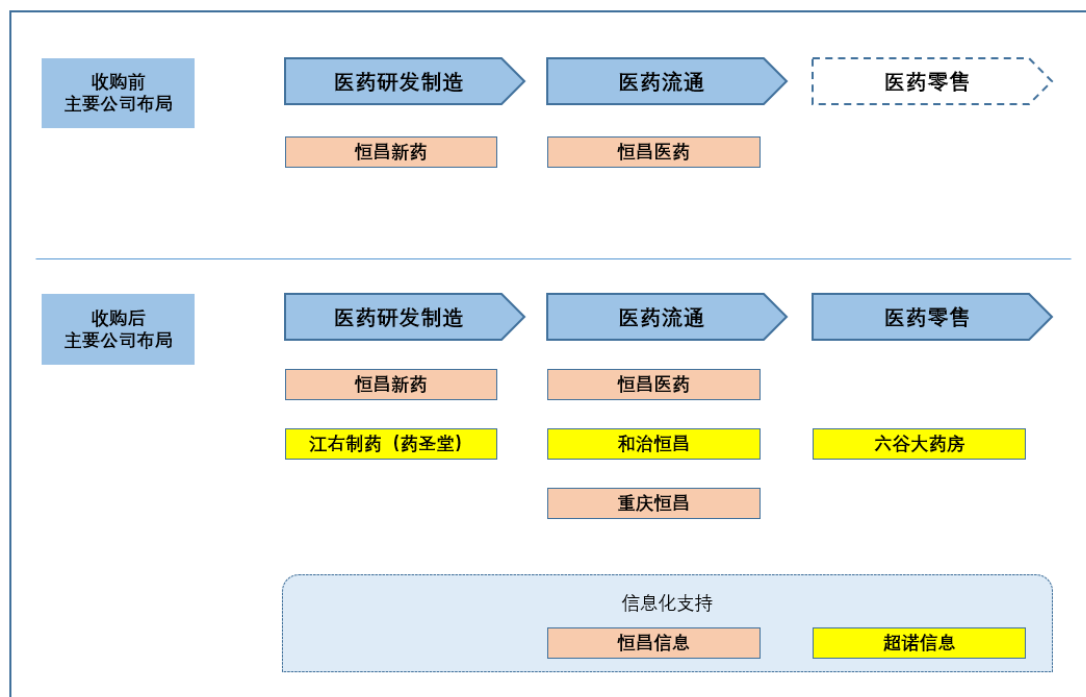 收购前
主要公司布局
医药研发制造
医药流通
医药零售
恒昌新药
恒昌医药
收购后
主要公司布局
医药研发制造
医药流通
医药零售
恒昌新药
恒昌医药
江右制药（药圣堂）
和治恒昌
六谷大药房
重庆恒昌
信息化支持
恒昌信息
超诺信息